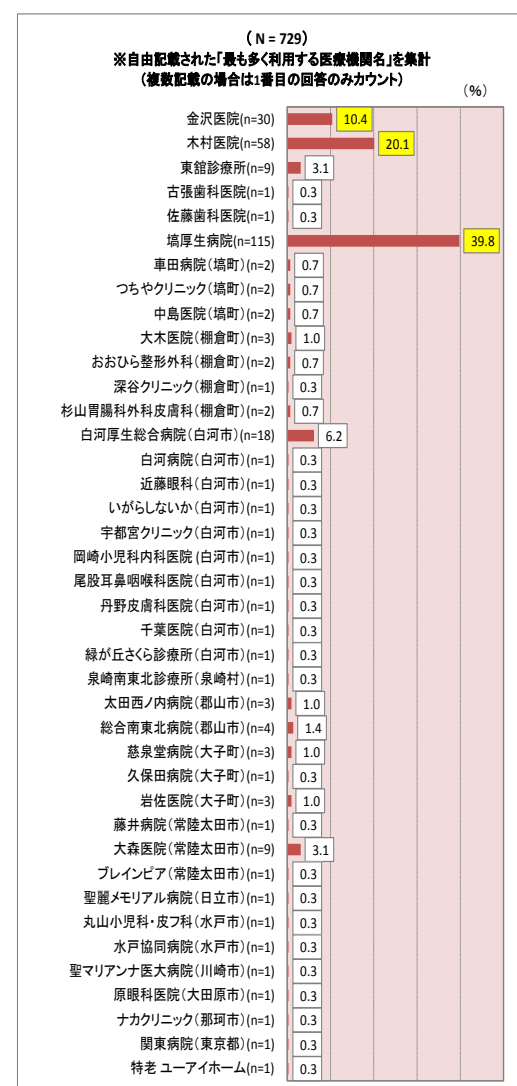 （N＝729）
※自由記載された「最も多く利用する医療機関名」を集計
（複数記載の場合は1番目の回答のみカウント）
（%）
金沢医院(n=30) 10.4
木村医院(n=58) 20.1
東舘診療所(n=9) 3.1
古張歯科医院(n=1) 0.3
佐藤歯科医院(n=1) 0.3
塙厚生病院(n=115) 39.8
車田病院（塙町）(n=2) 0.7
つちやクリニック（塙町）(n=2) 0.7
中島医院（塙町）(n=2) 0.7
大木医院（棚倉町）(n=3) 1.0
おおひら整形外科（棚倉町）(n=2) 0.7
深谷クリニック（棚倉町）(n=1) 0.3
杉山胃腸科外科皮膚科（棚倉町）(n=2) 0.7
白河厚生総合病院（白河市）(n=18) 6.2
白河病院（白河市）(n=1) 0.3
近藤眼科（白河市）(n=1) 0.3
いがらしないか（白河市）(n=1) 0.3
宇都宮クリニック（白河市）(n=1) 0.3
岡崎小児科内科医院（白河市）(n=1) 0.3
尾股耳鼻咽喉科医院（白河市）(n=1) 0.3
丹野皮膚科医院（白河市）(n=1) 0.3
千葉医院（白河市）(n=1) 0.3
緑が丘さくら診療所（白河市）(n=1) 0.3
泉崎南東北診療所（泉崎村）(n=1) 0.3
太田西ノ内病院（郡山市）(n=3) 1.0
総合南東北病院（郡山市）(n=4) 1.4
慈泉堂病院（大子町）(n=3) 1.0
久保田病院（大子町）(n=1) 0.3
岩佐医院（大子町）(n=3) 1.0
藤井病院（常陸太田市）(n=1) 0.3
大森医院（常陸太田市）(n=9) 3.1
ブレインピア（常陸太田市）(n=1) 0.3
聖麗メモリアル病院（日立市）(n=1) 0.3
丸山小児科・皮フ科（水戸市）(n=1) 0.3
水戸協同病院（水戸市）(n=1) 0.3
聖マリアンナ医大病院（川崎市）(n=1) 0.3
原眼科医院（大田原市）(n=1) 0.3
ナカクリニック（那珂市）(n=1) 0.3
関東病院（東京都）(n=1) 0.3
特老 ユーアイホーム(n=1) 0.3